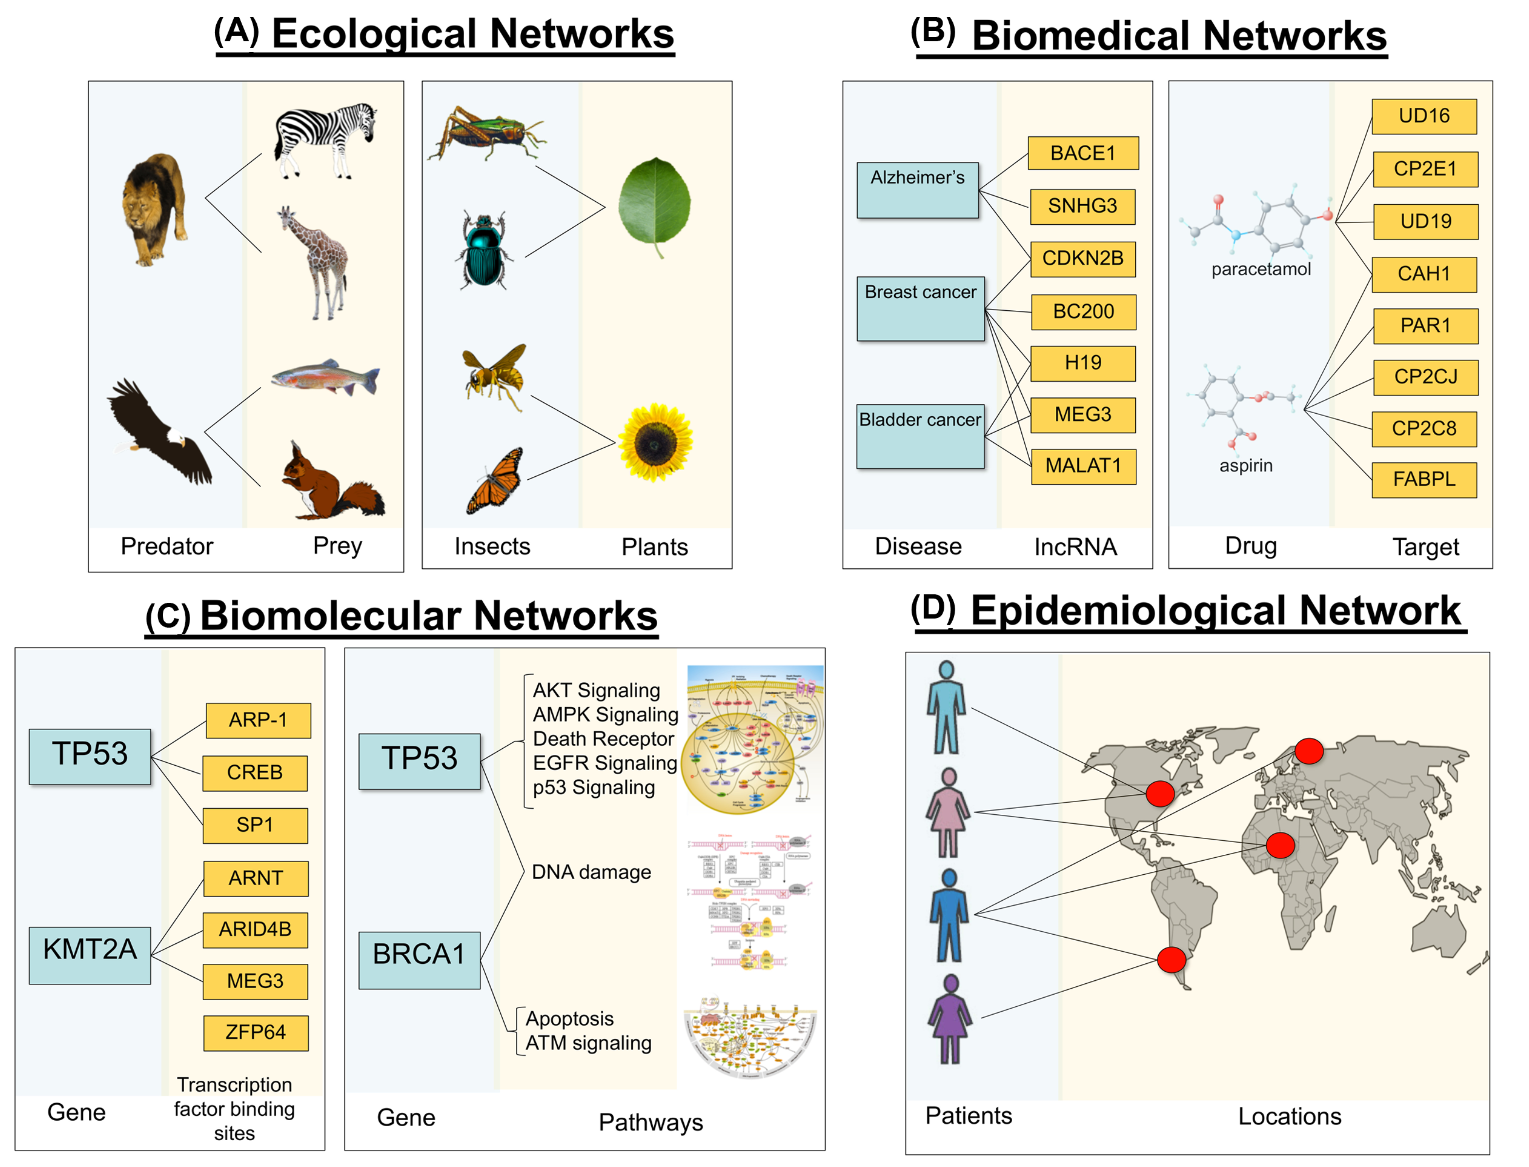 (A) Ecological Networks
Predator
Prey
Insects
Plants
(B) Biomedical Networks
Alzheimer's
Breast cancer
Bladder cancer
BACE1
SNHG3
CDKN2B
BC200
H19
MEG3
MALAT1
Disease
lncRNA
paracetamol
aspirin
UD16
CP2E1
UD19
CAH1
PAR1
CP2CJ
CP2C8
FABPL
Drug
Target
(C) Biomolecular Networks
TP53
KMT2A
ARP-1
CREB
SP1
ARNT
ARID4B
MEG3
ZFP64
Gene
Transcription
factor binding
sites
TP53
BRCA1
AKT Signaling
AMPK Signaling
Death Receptor
EGFR Signaling
p53 Signaling
DNA damage
Apoptosis
ATM signaling
Gene
Pathways
(D) Epidemiological Network
Patients
Locations